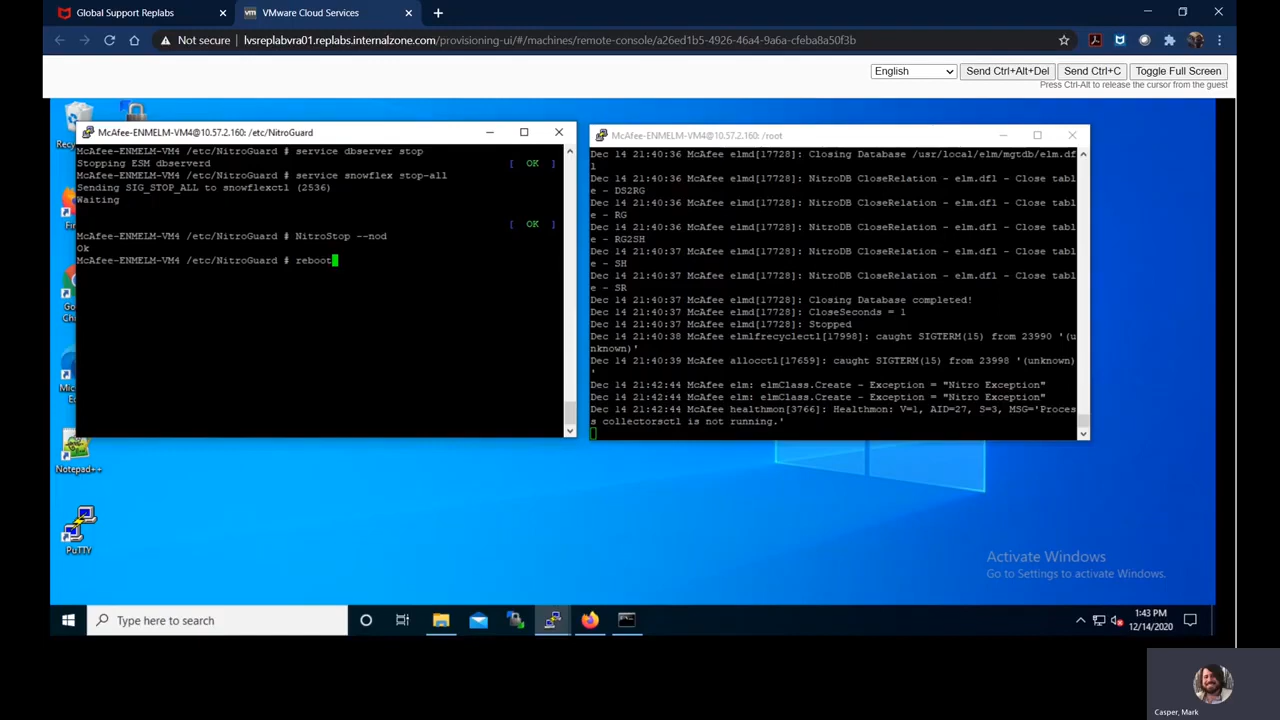 Global Support Replabs
VMware Cloud Services
Not secure | lvsreplabvra01.replabs.internalzone.com/provisioning-ui/#/machines/remote-console/a26ed1b5-4926-46a4-9a6a-cfeba8a50f3b
English
Send Ctrl+Alt+Del
Send Ctrl+C
Toggle Full Screen
Press Ctrl-Alt to release the cursor from the guest
McAfee-ENMELM-VM4@10.57.2.160: /etc/NitroGuard
McAfee-ENMELM-VM4 /etc/NitroGuard # service dbserver stop
Stopping ESM dbserverd [ OK ]
McAfee-ENMELM-VM4 /etc/NitroGuard # service snowflex stop-all
Sending SIG_STOP_ALL to snowflexctl (2536)
Waiting
[ OK ]
McAfee-ENMELM-VM4 /etc/NitroGuard # NitroStop --nod
Ok
McAfee-ENMELM-VM4 /etc/NitroGuard # reboot
McAfee-ENMELM-VM4@10.57.2.160: /root
Dec 14 21:40:36 McAfee elmd[17728]: Closing Database /usr/local/elm/mgtdb/elm.df
l
Dec 14 21:40:36 McAfee elmd[17728]: NitroDB CloseRelation - elm.dfl - Close tabl
e - DS2RG
Dec 14 21:40:36 McAfee elmd[17728]: NitroDB CloseRelation - elm.dfl - Close tabl
e - RG
Dec 14 21:40:37 McAfee elmd[17728]: NitroDB CloseRelation - elm.dfl - Close tabl
e - RG2SH
Dec 14 21:40:37 McAfee elmd[17728]: NitroDB CloseRelation - elm.dfl - Close tabl
e - SH
Dec 14 21:40:37 McAfee elmd[17728]: NitroDB CloseRelation - elm.dfl - Close tabl
e - SR
Dec 14 21:40:37 McAfee elmd[17728]: Closing Database completed!
Dec 14 21:40:37 McAfee elmd[17728]: CloseSeconds = 1
Dec 14 21:40:37 McAfee elmd[17728]: Stopped
Dec 14 21:40:38 McAfee elmlfrecyclectl[17998]: caught SIGTERM(15) from 23990 '(u
nknown)'
Dec 14 21:40:39 McAfee allocctl[17659]: caught SIGTERM(15) from 23998 '(unknown)
'
Dec 14 21:42:44 McAfee elm: elmClass.Create - Exception = "Nitro Exception"
Dec 14 21:42:44 McAfee elm: elmClass.Create - Exception = "Nitro Exception"
Dec 14 21:42:44 McAfee healthmon[3766]: Healthmon: V=1, AID=27, S=3, MSG='Proces
s collectorsctl is not running.'
Notepad++
PuTTY
Activate Windows
Go to Settings to activate Windows.
Type here to search
1:43 PM
12/14/2020
Casper, Mark